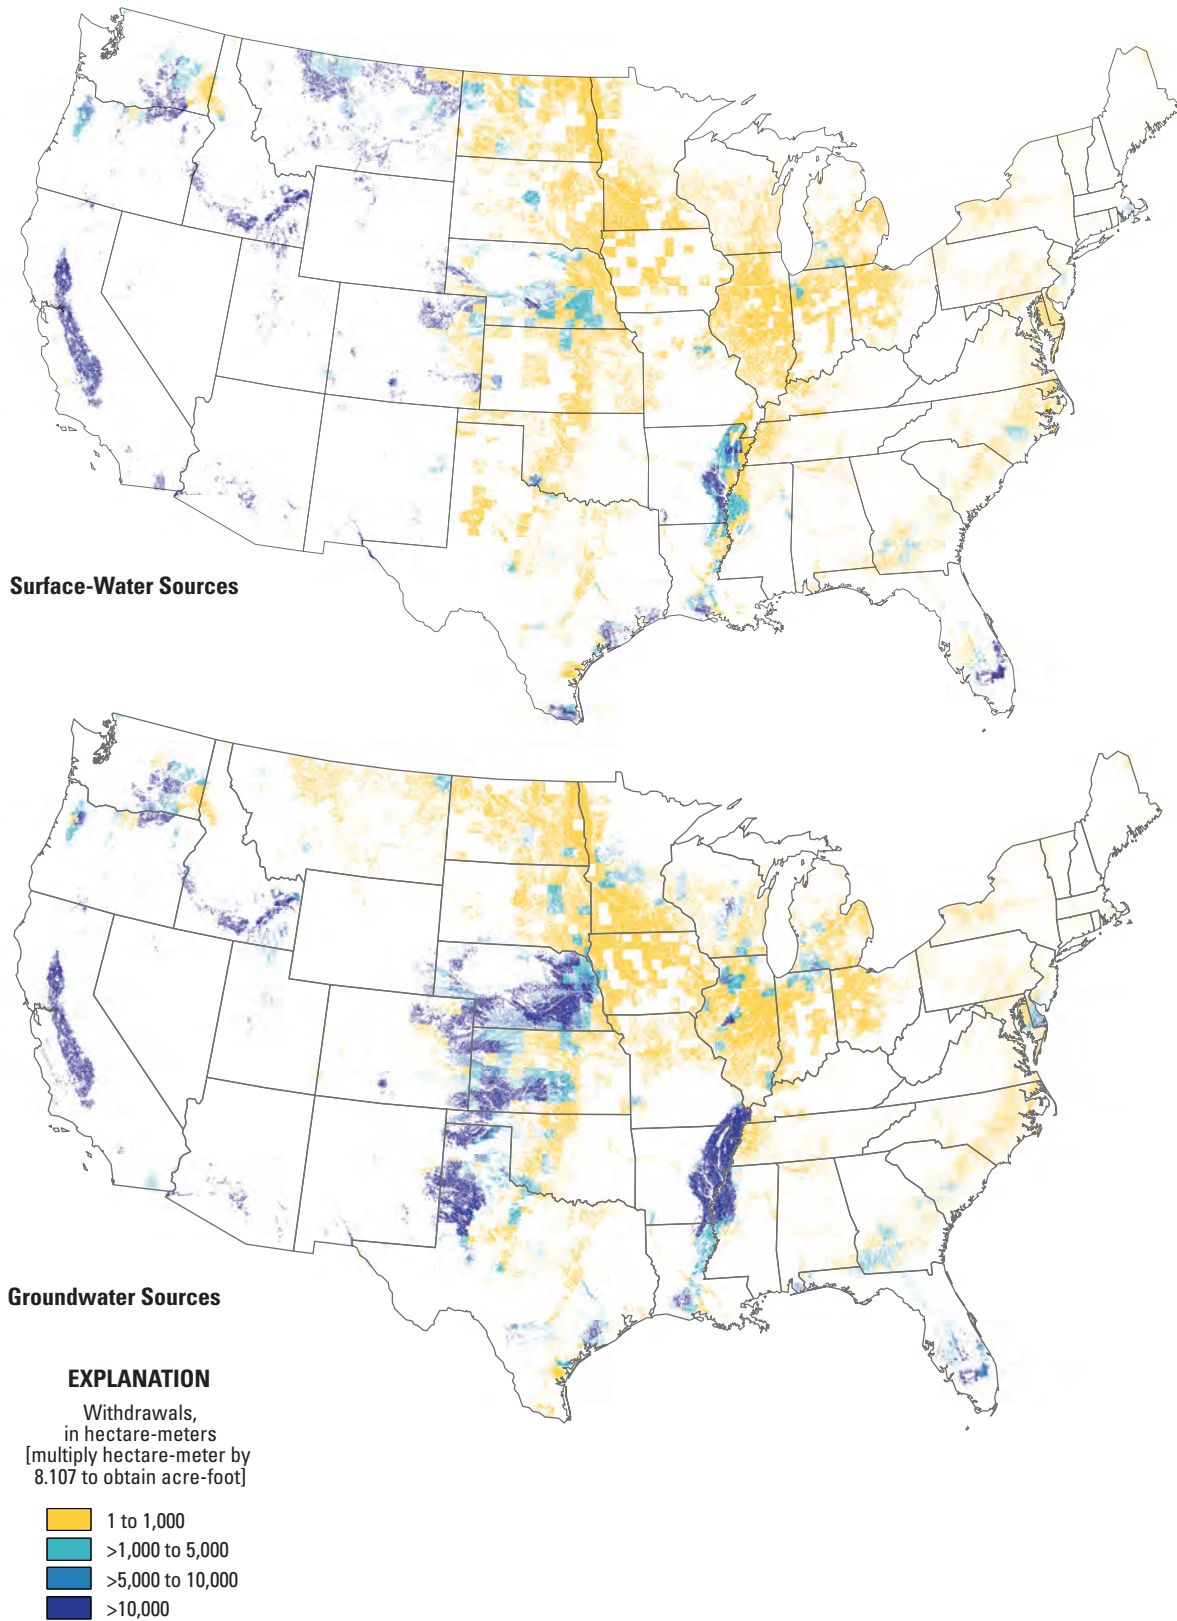 Surface-Water Sources
Groundwater Sources
EXPLANATION
Withdrawals,
in hectare-meters
[multiply hectare-meter by
8.107 to obtain acre-foot]
1 to 1,000
>1,000 to 5,000
>5,000 to 10,000
>10,000